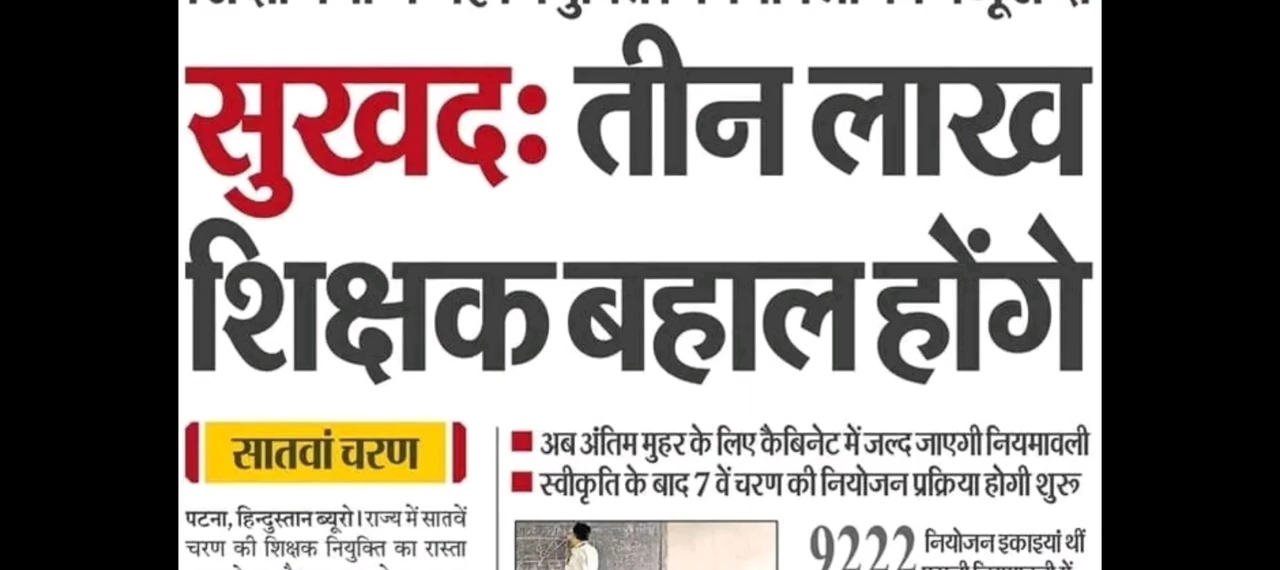 सुखद: तीन लाख
शिक्षक बहाल होंगे
सातवां चरण
अब अंतिम मुहर के लिए कैबिनेट में जल्द जाएगी नियमावली
स्वीकृति के बाद 7 वें चरण की नियोजन प्रक्रिया होगी शुरू
पटना, हिन्दुस्तान ब्यूरो। राज्य में सातवें
चरण की शिक्षक नियुक्ति का रास्ता
9222 नियोजन इकाइयां थीं